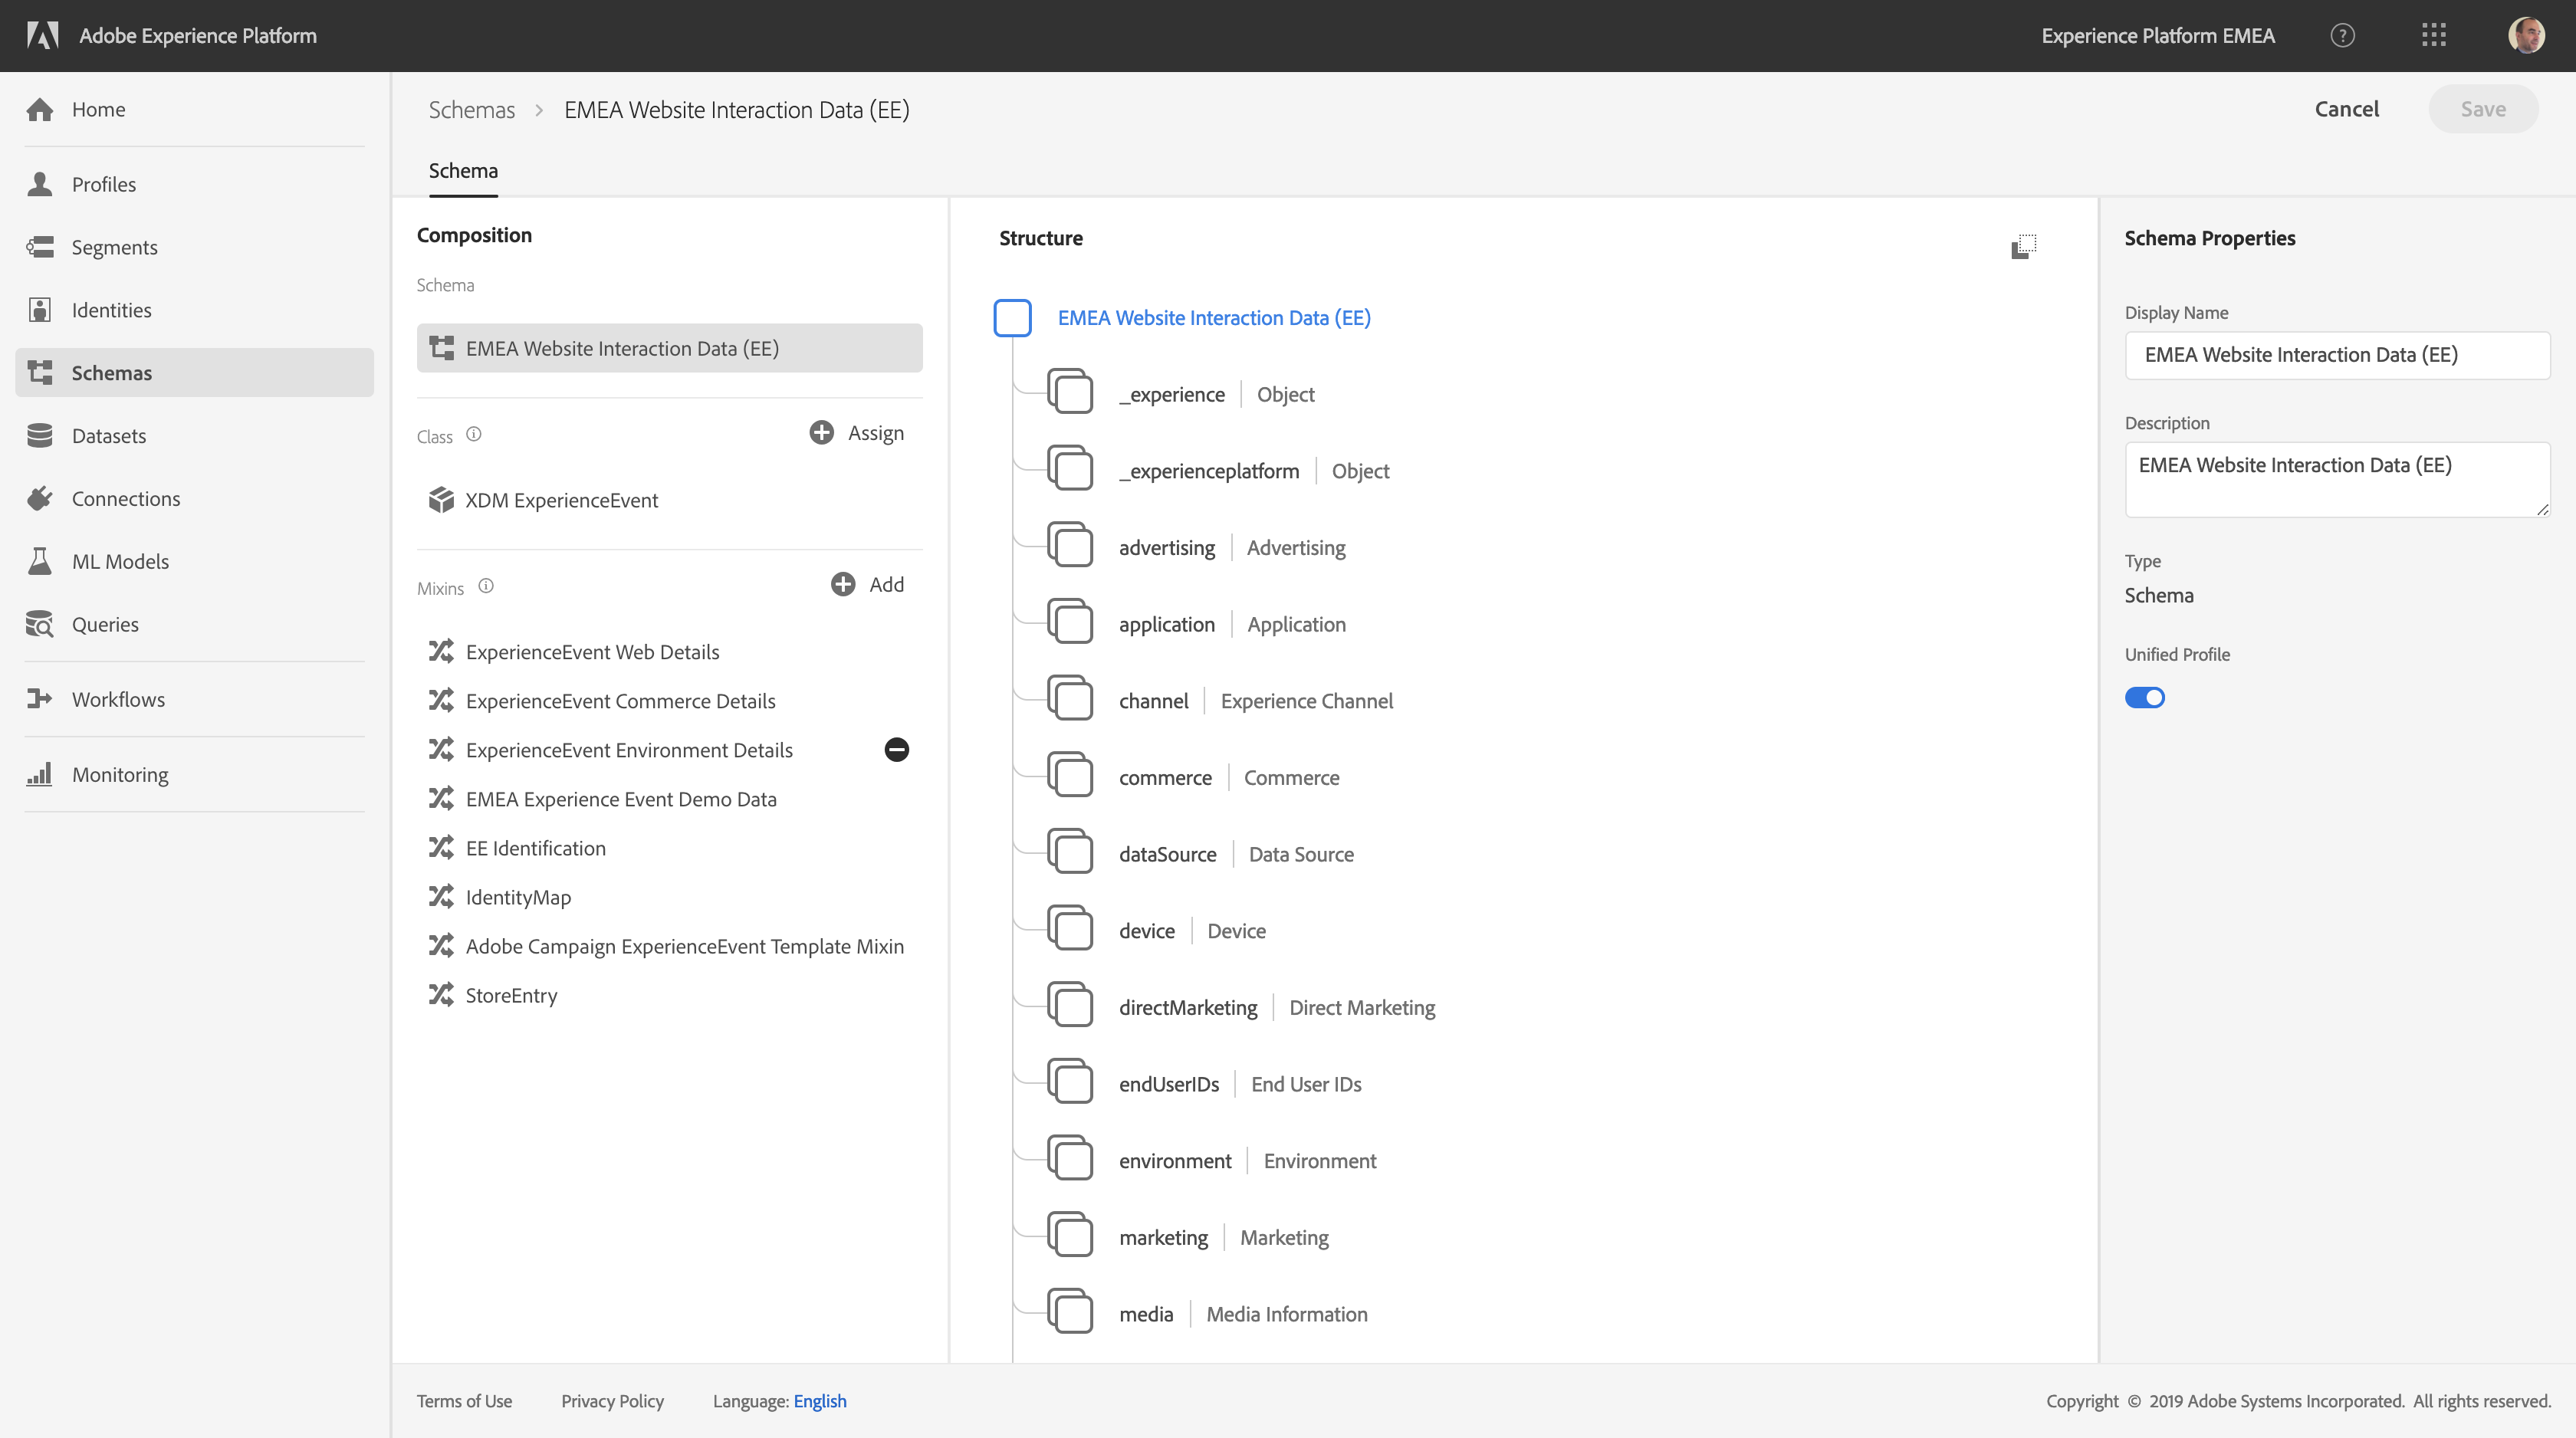 Adobe Experience Platform
Experience Platform EMEA
?
Home
Profiles
Segments
Identities
Schemas
Datasets
Connections
ML Models
Queries
Workflows
Monitoring
Schemas > EMEA Website Interaction Data (EE)
Cancel
Save
Schema
Composition
Schema
EMEA Website Interaction Data (EE)
Class
Assign
XDM ExperienceEvent
Mixins
Add
ExperienceEvent Web Details
ExperienceEvent Commerce Details
ExperienceEvent Environment Details
EMEA Experience Event Demo Data
EE Identification
IdentityMap
Adobe Campaign ExperienceEvent Template Mixin
StoreEntry
Structure
EMEA Website Interaction Data (EE)
_experience | Object
_experienceplatform | Object
advertising | Advertising
application | Application
channel | Experience Channel
commerce | Commerce
dataSource | Data Source
device | Device
directMarketing | Direct Marketing
endUserIDs | End User IDs
environment | Environment
marketing | Marketing
media | Media Information
Schema Properties
Display Name
EMEA Website Interaction Data (EE)
Description
EMEA Website Interaction Data (EE)
Type
Schema
Unified Profile
Terms of Use
Privacy Policy
Language: English
Copyright © 2019 Adobe Systems Incorporated. All rights reserved.